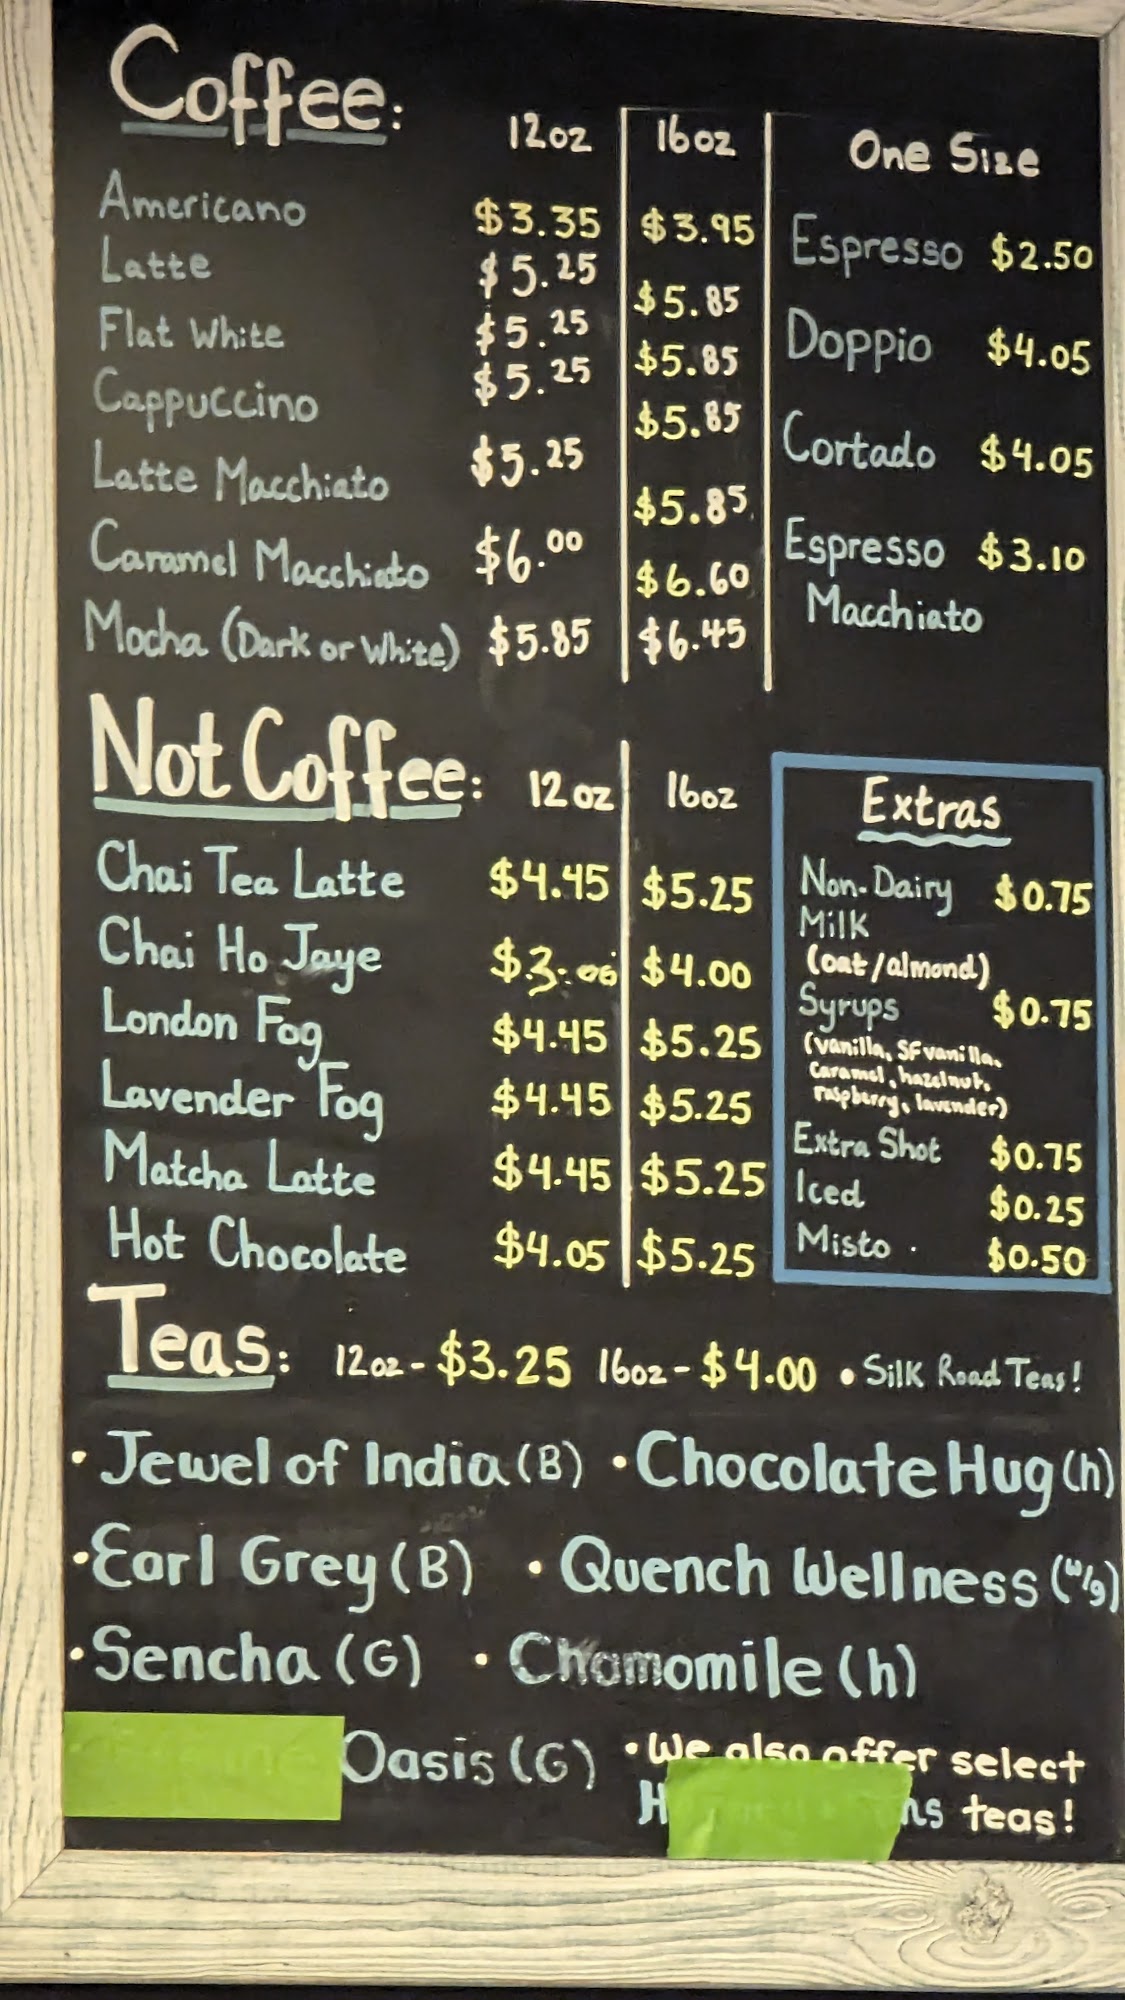 Coffee: 12oz 16oz One Size
Americano $3.35 $3.95
Latte $5.25 $5.85
Flat White $5.25 $5.85
Cappuccino $5.25 $5.85
Latte Macchiato $5.25 $5.85
Caramel Macchiato $6.00 $6.60
Mocha (Dark or White) $5.85 $6.45
Espresso $2.50
Doppio $4.05
Cortado $4.05
Espresso $3.10
Macchiato
Not Coffee: 12oz 16oz
Chai Tea Latte $4.45 $5.25
Chai Ho Jaye $3.00 $4.00
London Fog $4.45 $5.25
Lavender Fog $4.45 $5.25
Matcha Latte $4.45 $5.25
Hot Chocolate $4.05 $5.25
Extras
Non-Dairy $0.75
Milk
(oat/almond)
Syrups $0.75
(vanilla, SF vanilla,
Caramel, hazelnut,
raspberry, lavender)
Extra Shot $0.75
Iced $0.25
Misto $0.50
Teas: 12oz - $3.25 16oz - $4.00 • Silk Road Teas!
• Jewel of India (B) • Chocolate Hug (h)
• Earl Grey (B) • Quench Wellness (w/g)
• Sencha (G) • Chamomile (h)
Oasis (G) • We also offer select
teas!